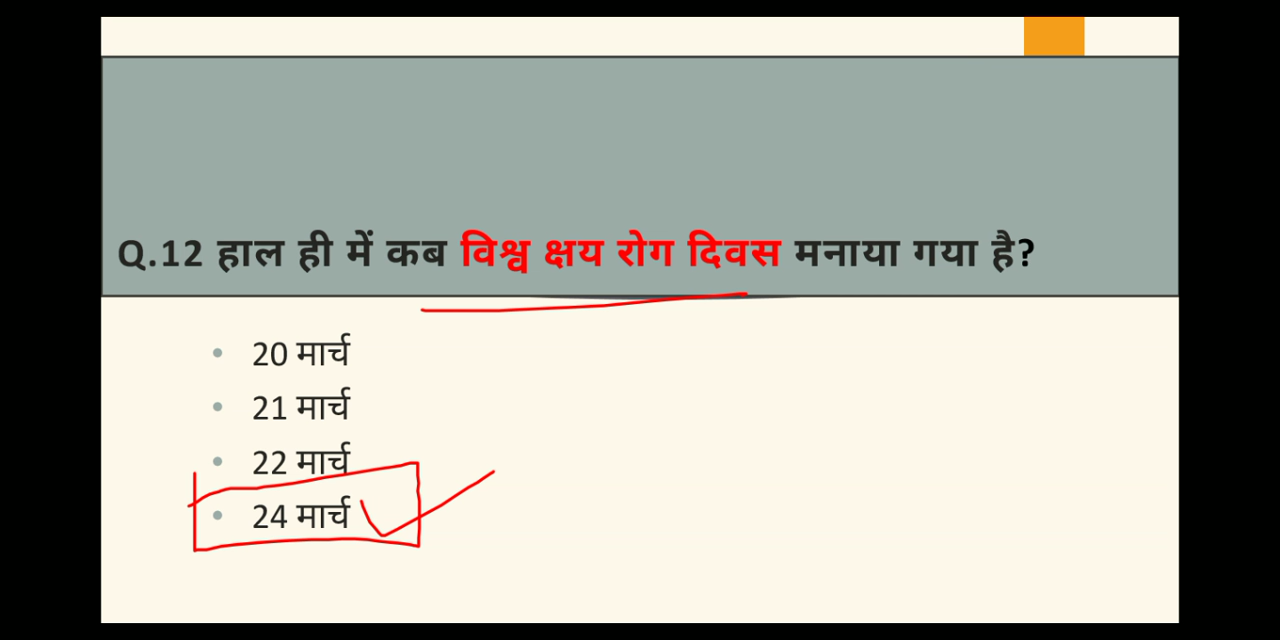 Q.12 हाल ही में कब विश्व क्षय रोग दिवस मनाया गया है?
• 20 मार्च
• 21 मार्च
• 22 मार्च
• 24 मार्च